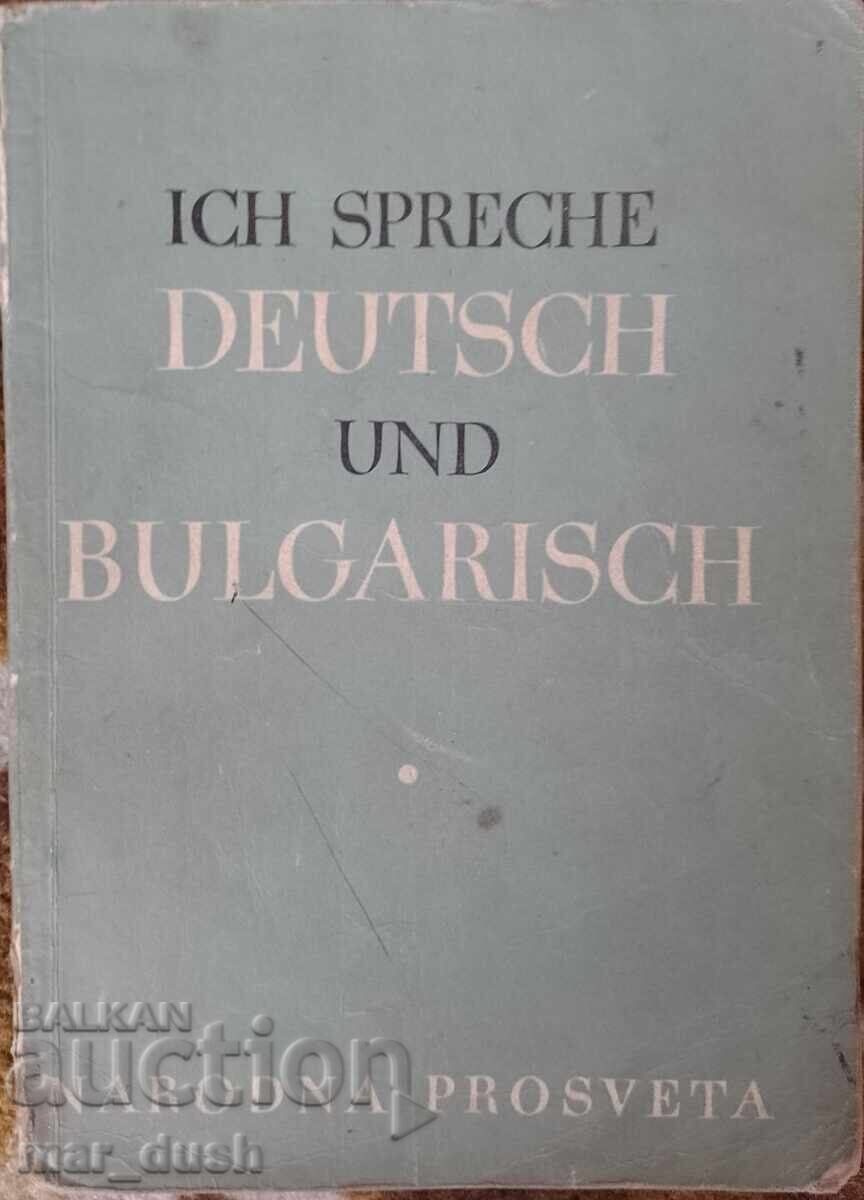 ICH SPRECHE
DEUTSCH
UND
BULGARISCH
BALKAN
auction
NARODNA PROSVETA
mar_dush